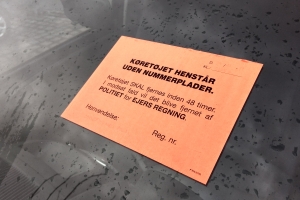 KØRETØJET HENSTÅR
UDEN NUMMERPLADER.
Køretøjet SKAL fjernes inden 48 timer,
i modsat fald vil det blive fjernet af
POLITIET for EJERS REGNING.
Henvendelse:
Reg. nr.